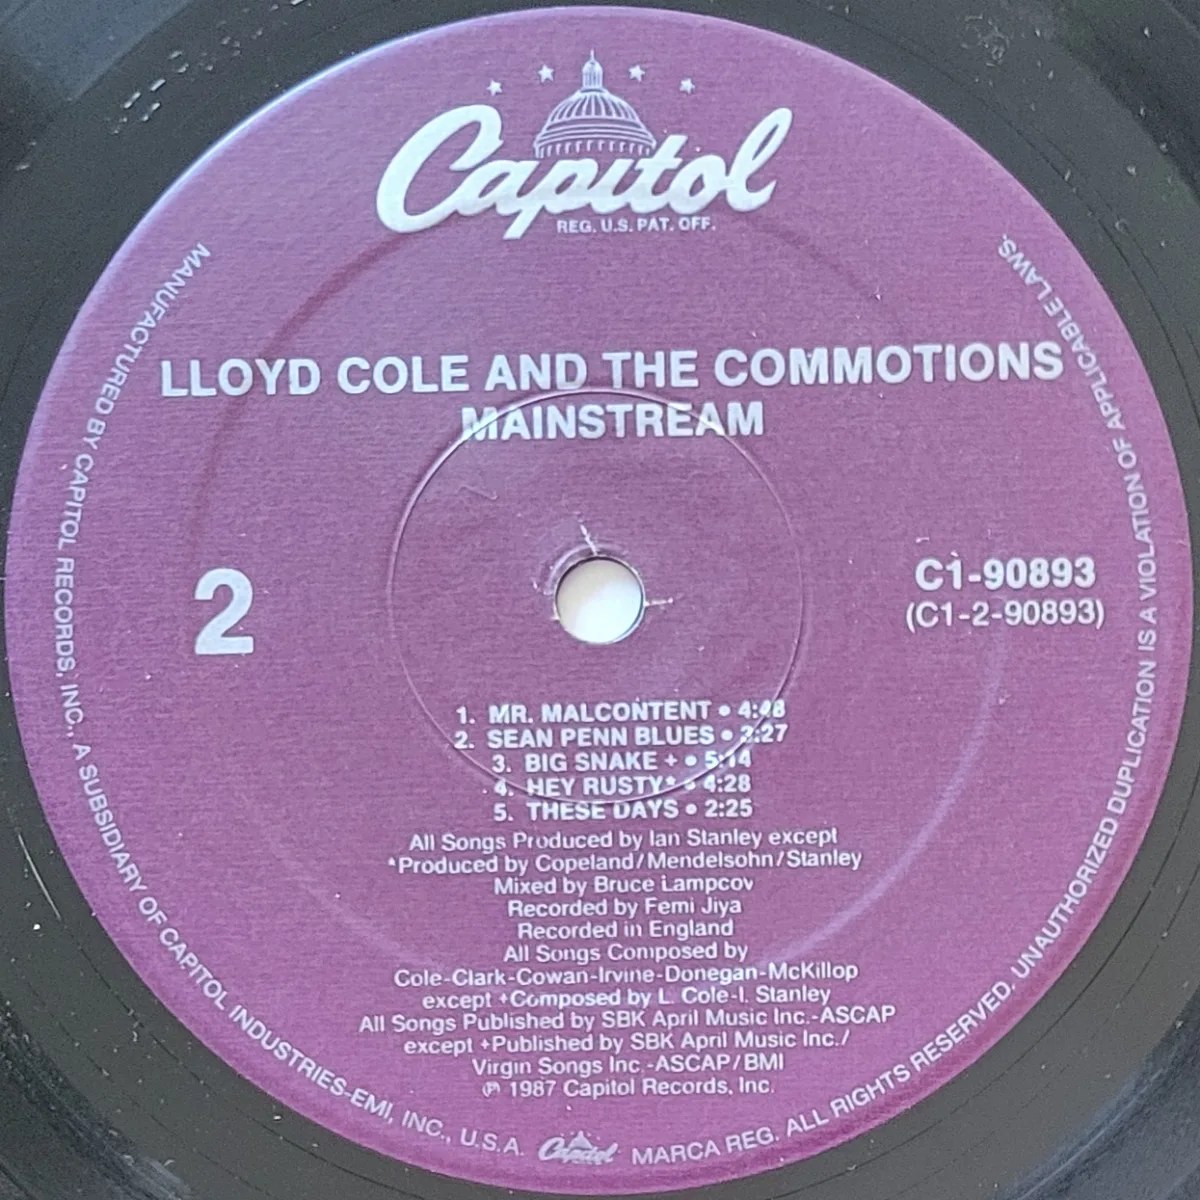 Capitol
REG. U.S. PAT. OFF.
LLOYD COLE AND THE COMMOTIONS
MAINSTREAM
2
C1-90893
(C1-2-90893)
1. MR. MALCONTENT • 4:48
2. SEAN PENN BLUES • 3:27
3. BIG SNAKE + • 5:14
4. HEY RUSTY* • 4:28
5. THESE DAYS • 2:25
All Songs Produced by Ian Stanley except
*Produced by Copeland/Mendelsohn/Stanley
Mixed by Bruce Lampcov
Recorded by Femi Jiya
Recorded in England
All Songs Composed by
Cole-Clark-Cowan-Irvine-Donegan-McKillop
except +Composed by L. Cole-I. Stanley
All Songs Published by SBK April Music Inc.-ASCAP
except +Published by SBK April Music Inc./
Virgin Songs Inc.-ASCAP/BMI
℗ 1987 Capitol Records, Inc.
MANUFACTURED BY CAPITOL RECORDS, INC., A SUBSIDIARY OF CAPITOL INDUSTRIES-EMI, INC., U.S.A. Capitol MARCA REG. ALL RIGHTS RESERVED. UNAUTHORIZED DUPLICATION IS A VIOLATION OF APPLICABLE LAWS.